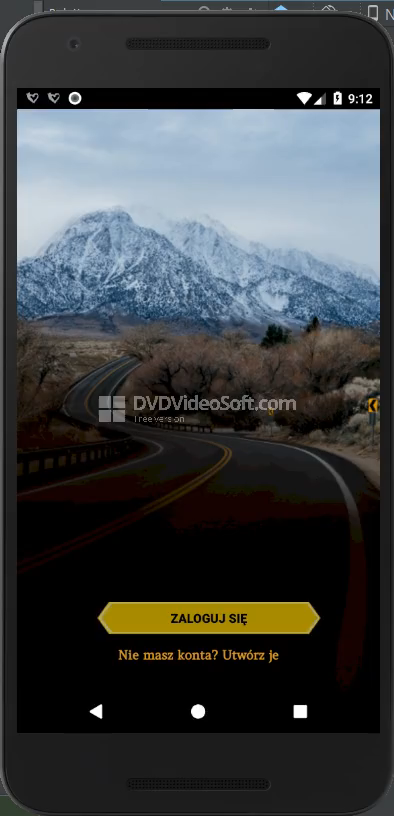 9:12
DVDVideoSoft.com
Free version
ZALOGUJ SIĘ
Nie masz konta? Utwórz je